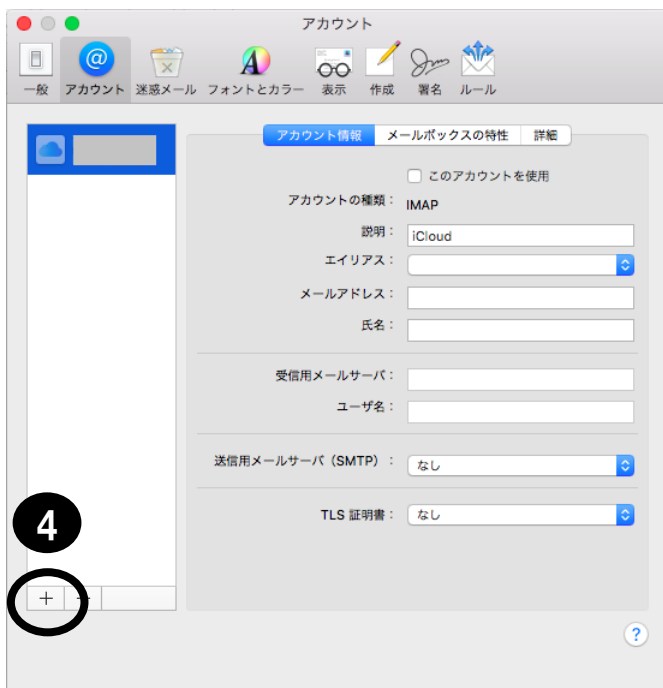 アカウント
一般 アカウント 迷惑メール フォントとカラー 表示 作成 署名 ルール
アカウント情報 メールボックスの特性 詳細
このアカウントを使用
アカウントの種類： IMAP
説明： iCloud
エイリアス：
メールアドレス：
氏名：
受信用メールサーバ：
ユーザ名：
送信用メールサーバ（SMTP）： なし
TLS 証明書： なし
4
+
?